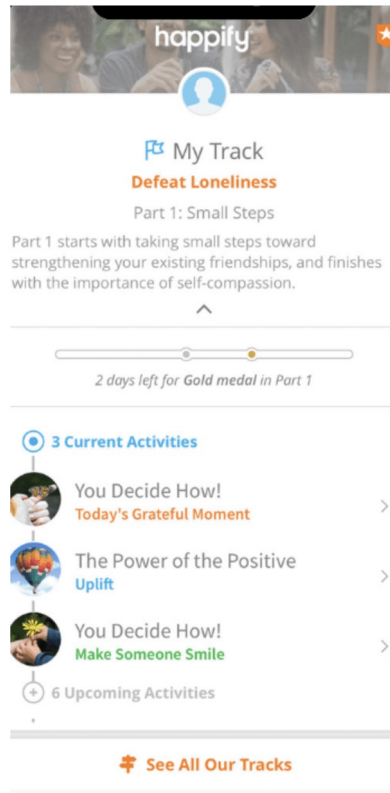 happify
My Track
Defeat Loneliness
Part 1: Small Steps
Part 1 starts with taking small steps toward
strengthening your existing friendships, and finishes
with the importance of self-compassion.
2 days left for Gold medal in Part 1
3 Current Activities
You Decide How!
Today's Grateful Moment
The Power of the Positive
Uplift
You Decide How!
Make Someone Smile
6 Upcoming Activities
See All Our Tracks